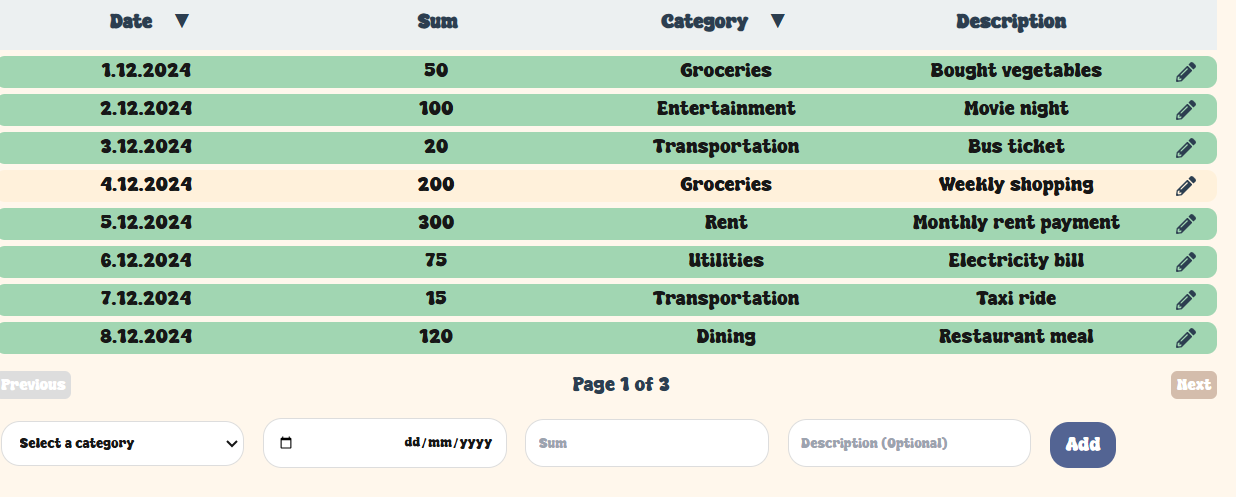 Date ▼ Sum Category ▼ Description
1.12.2024 50 Groceries Bought vegetables
2.12.2024 100 Entertainment Movie night
3.12.2024 20 Transportation Bus ticket
4.12.2024 200 Groceries Weekly shopping
5.12.2024 300 Rent Monthly rent payment
6.12.2024 75 Utilities Electricity bill
7.12.2024 15 Transportation Taxi ride
8.12.2024 120 Dining Restaurant meal
Previous Page 1 of 3 Next
Select a category dd/mm/yyyy Sum Description (Optional) Add